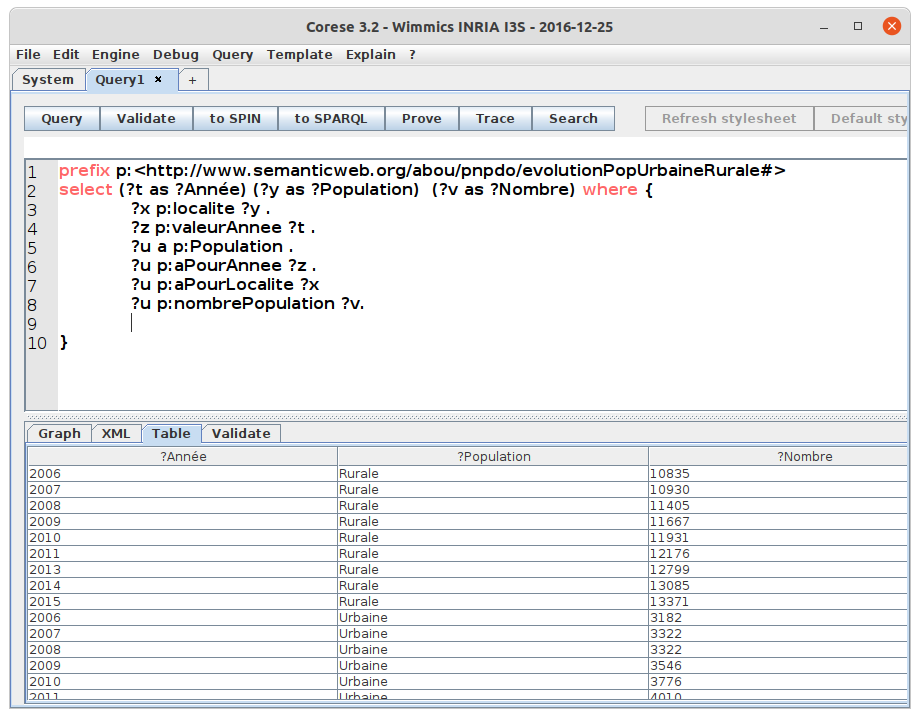 Corese 3.2 - Wimmics INRIA I3S - 2016-12-25
File Edit Engine Debug Query Template Explain ?
System Query1 × +
Query Validate to SPIN to SPARQL Prove Trace Search Refresh stylesheet Default sty
1 prefix p:<http://www.semanticweb.org/abou/pnpdo/evolutionPopUrbaineRurale#>
2 select (?t as ?Année) (?y as ?Population) (?v as ?Nombre) where {
3 ?x p:localite ?y .
4 ?z p:valeurAnnee ?t .
5 ?u a p:Population .
6 ?u p:aPourAnnee ?z .
7 ?u p:aPourLocalite ?x
8 ?u p:nombrePopulation ?v.
9
10 }
Graph XML Table Validate
?Année ?Population ?Nombre
2006 Rurale 10835
2007 Rurale 10930
2008 Rurale 11405
2009 Rurale 11667
2010 Rurale 11931
2011 Rurale 12176
2013 Rurale 12799
2014 Rurale 13085
2015 Rurale 13371
2006 Urbaine 3182
2007 Urbaine 3322
2008 Urbaine 3322
2009 Urbaine 3546
2010 Urbaine 3776
2011 Urbaine 4010